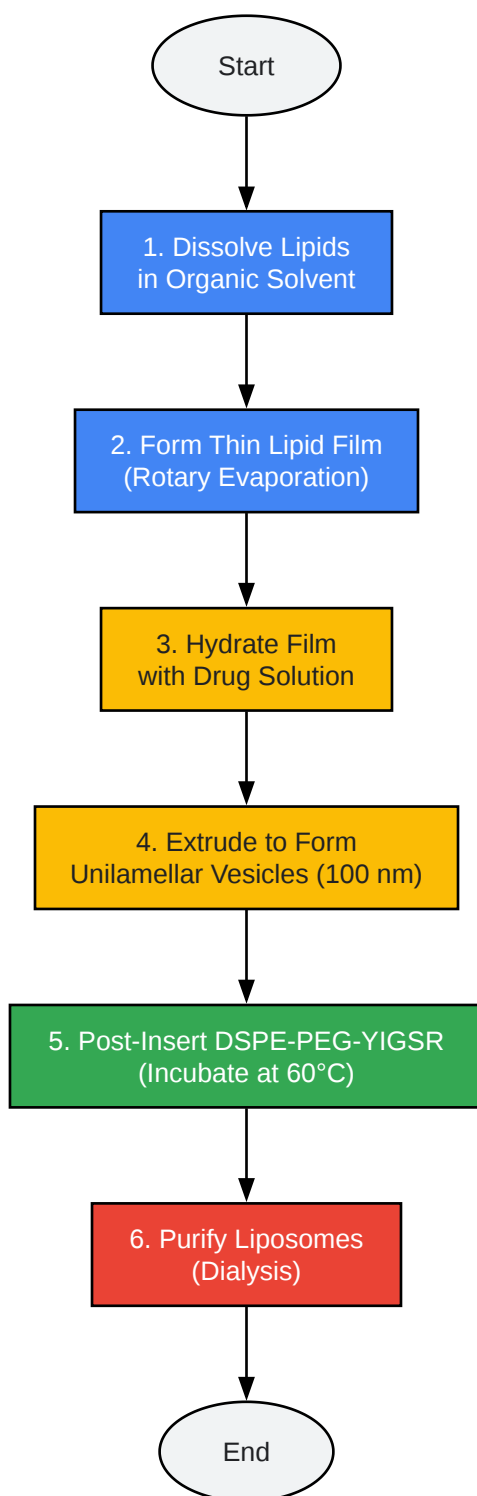 Start
1. Dissolve Lipids
in Organic Solvent
2. Form Thin Lipid Film
(Rotary Evaporation)
3. Hydrate Film
with Drug Solution
4. Extrude to Form
Unilamellar Vesicles (100 nm)
5. Post-Insert DSPE-PEG-YIGSR
(Incubate at 60°C)
6. Purify Liposomes
(Dialysis)
End